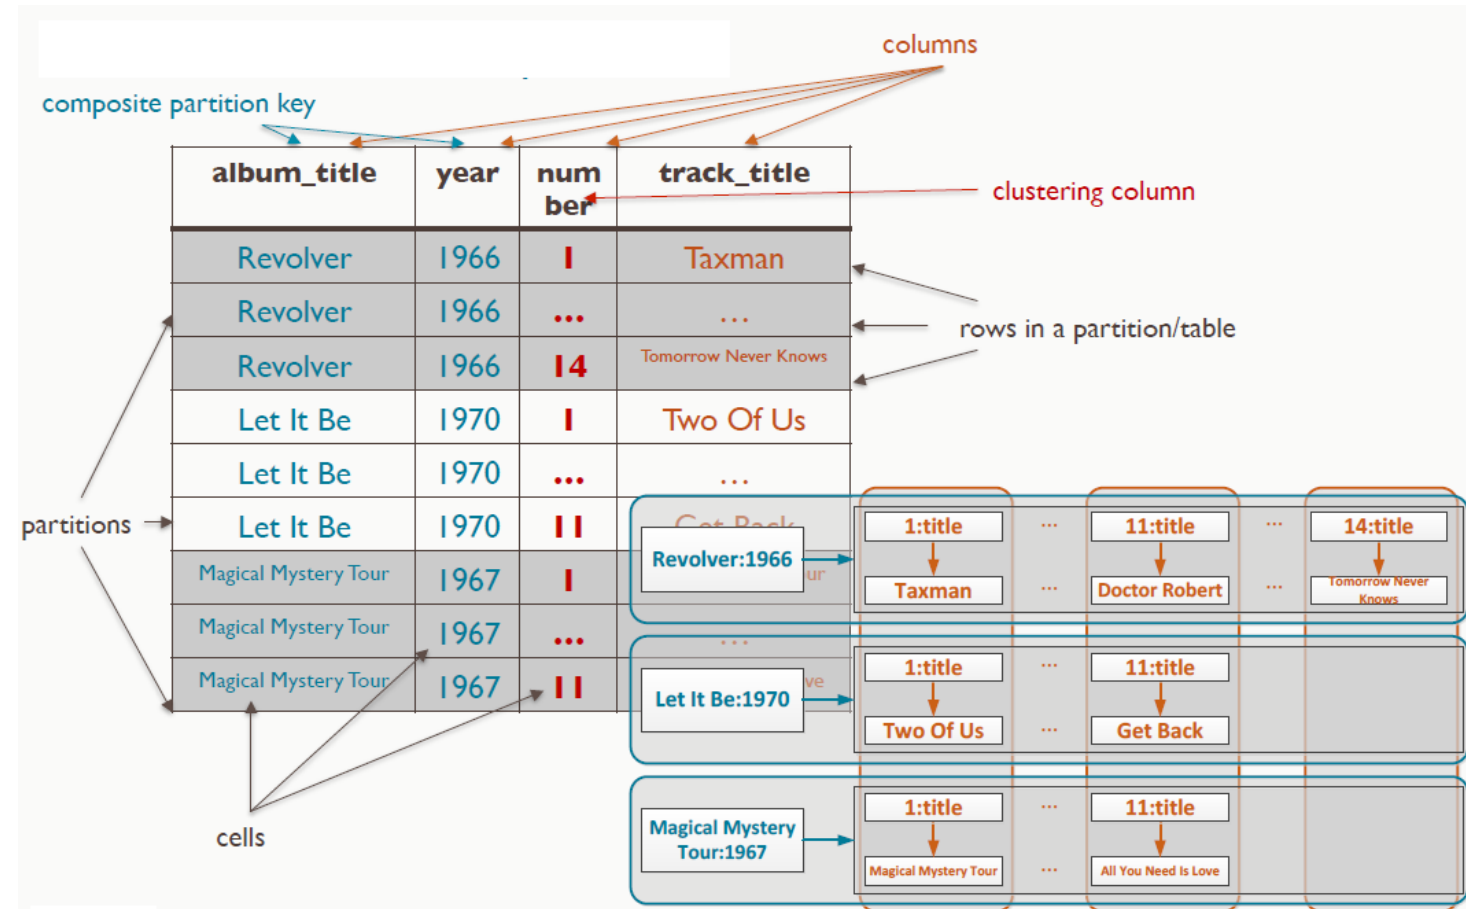 columns
composite partition key
album_title year num track_title
ber
clustering column
Revolver 1966 1 Taxman
Revolver 1966 ... ...
rows in a partition/table
Revolver 1966 14 Tomorrow Never Knows
Let It Be 1970 1 Two Of Us
Let It Be 1970 ... ...
partitions
Let It Be 1970 11 Get Back
Magical Mystery Tour 1967 1 ur
Magical Mystery Tour 1967 ... ...
Magical Mystery Tour 1967 11 ve
cells
1:title ... 11:title ... 14:title
Revolver:1966
Taxman ... Doctor Robert ... Tomorrow Never
Knows
1:title ... 11:title
Let It Be:1970
Two Of Us ... Get Back
1:title ... 11:title
Magical Mystery
Tour:1967
Magical Mystery Tour ... All You Need Is Love